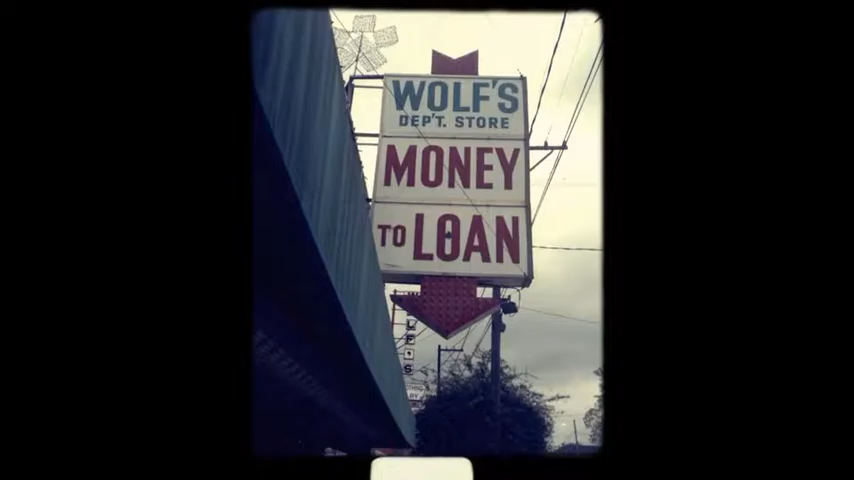 WOLF'S
DEP'T. STORE
MONEY
TO LOAN
L
F
'
S